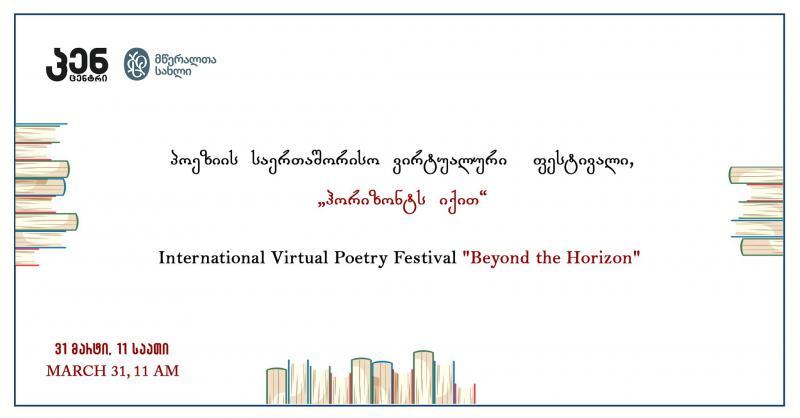 პენ
ცენტრი
მწერალთა
სახლი
პოეზიის საერთაშორისო ვირტუალური ფესტივალი,
„ჰორიზონტს იქით“
International Virtual Poetry Festival "Beyond the Horizon"
31 მარტი. 11 საათი
MARCH 31, 11 AM